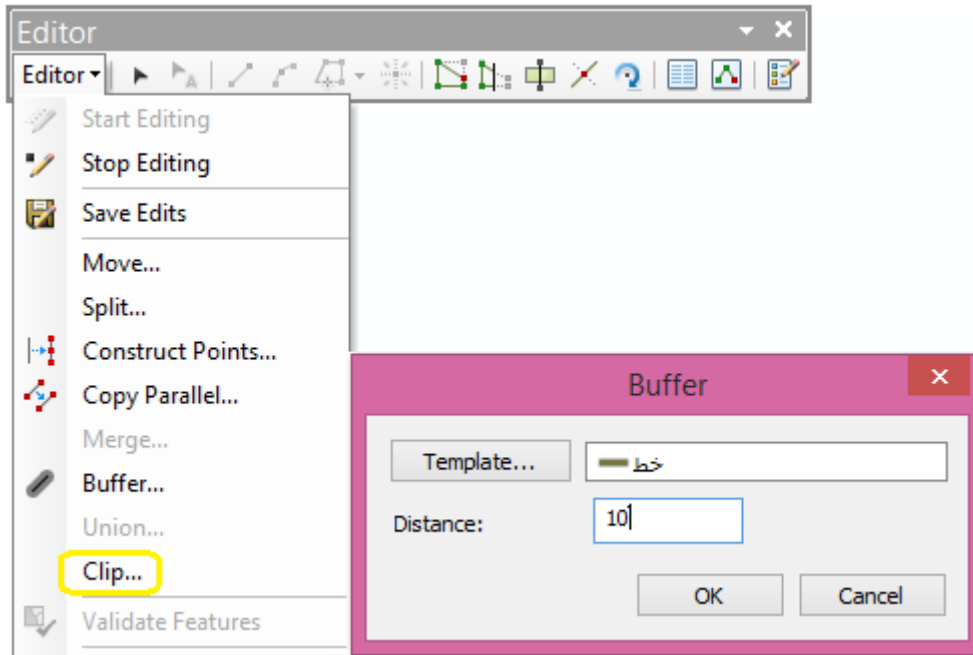 Editor
Editor
Start Editing
Stop Editing
Save Edits
Move...
Split...
Construct Points...
Copy Parallel...
Merge...
Buffer...
Union...
Clip...
Validate Features
Buffer
Template...
خط
Distance:
10
OK
Cancel